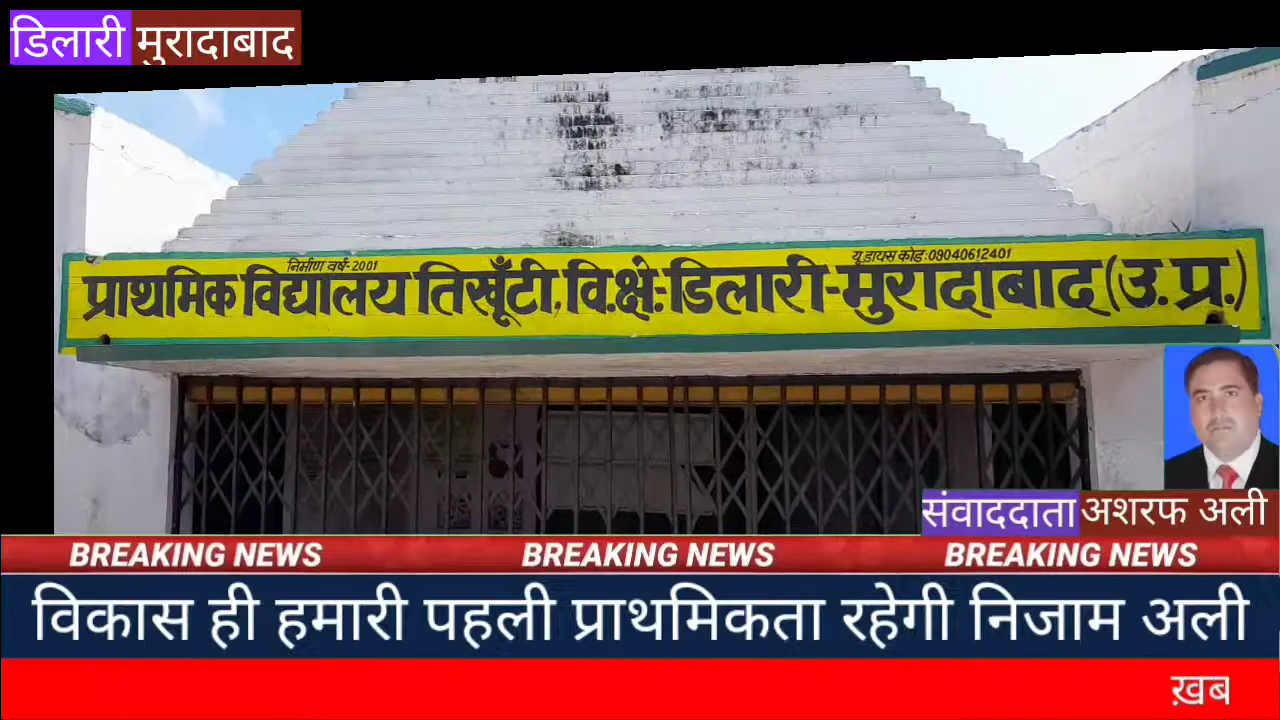 डिलारी मुरादाबाद
निर्माण वर्ष-2001 यू डायस कोड:09040612401
प्राथमिक विद्यालय तिखूँटी, वि.क्षे:-डिलारी-मुरादाबाद (उ.प्र.)
संवाददाता अशरफ अली
BREAKING NEWS BREAKING NEWS BREAKING NEWS
विकास ही हमारी पहली प्राथमिकता रहेगी निजाम अली
ख़ब